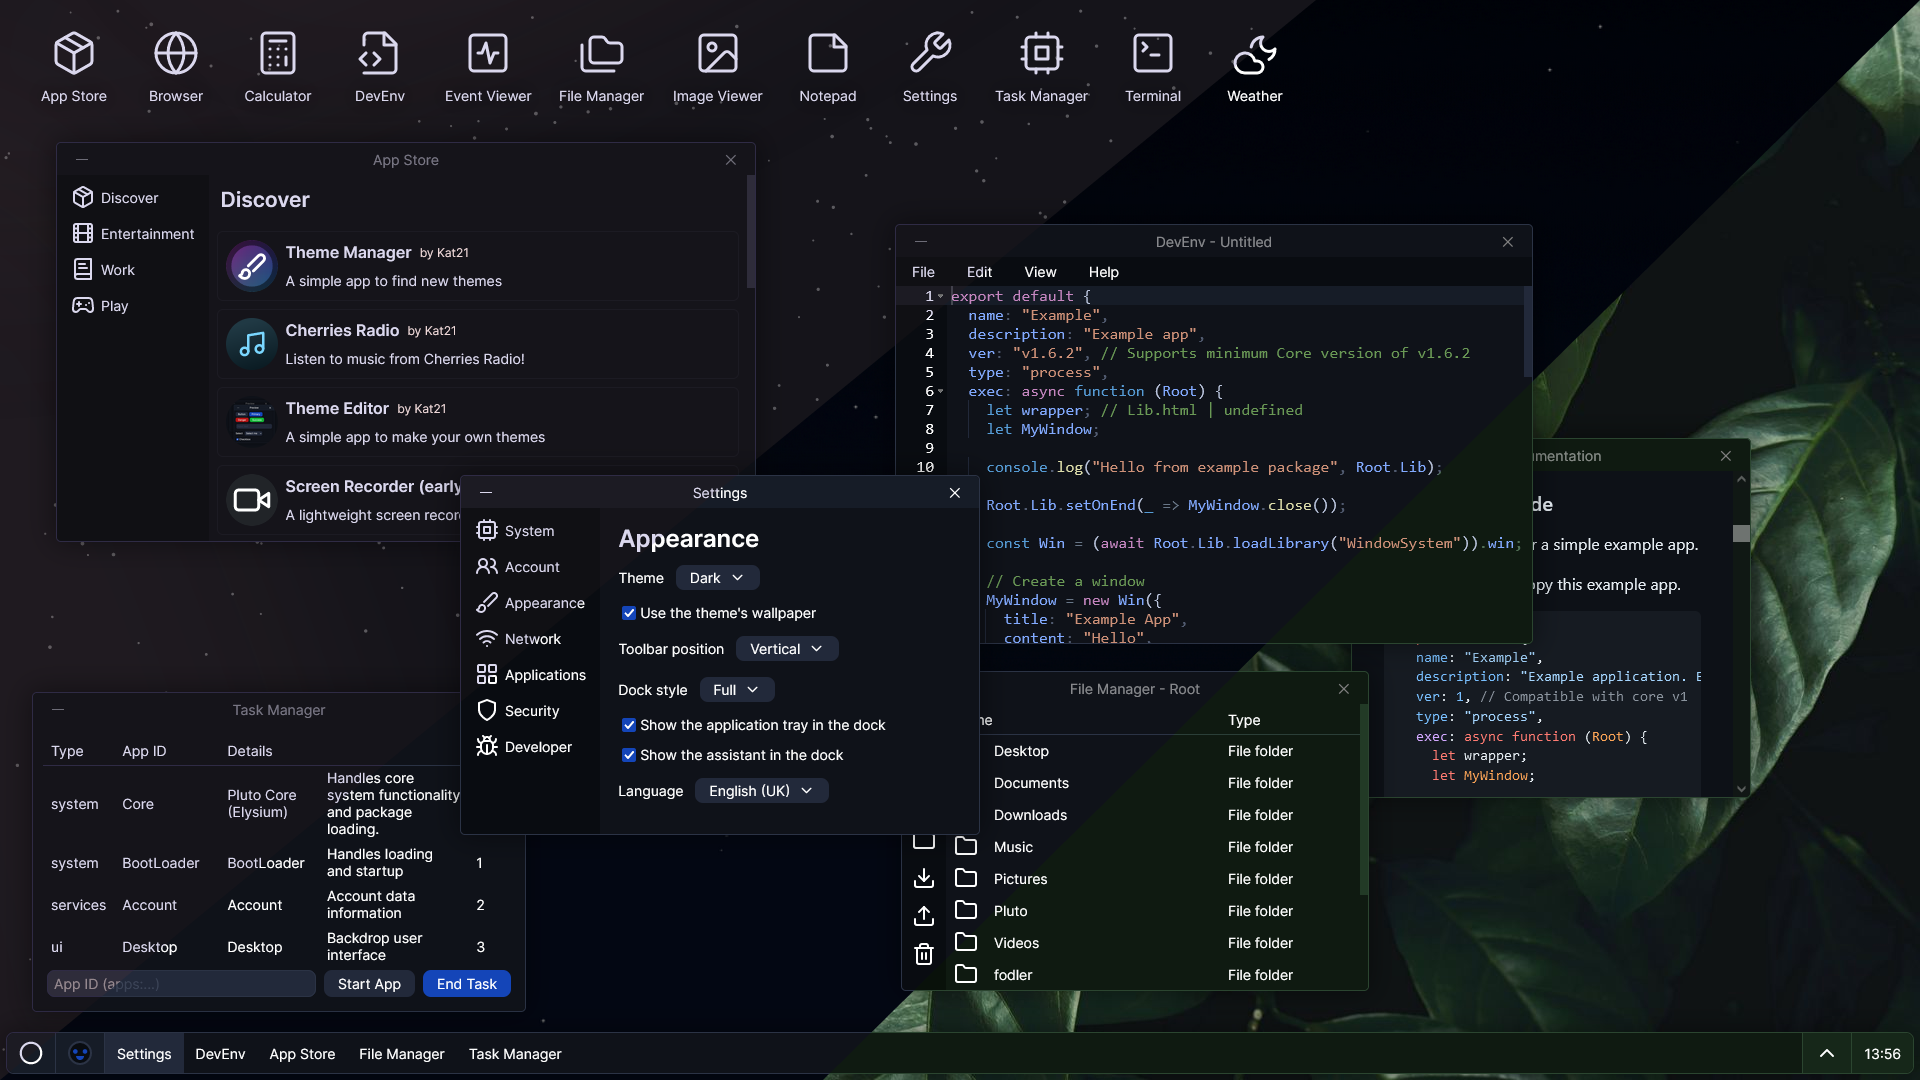 App Store
Browser
Calculator
DevEnv
Event Viewer
File Manager
Image Viewer
Notepad
Settings
Task Manager
Terminal
Weather
App Store
Discover
Entertainment
Work
Play
Discover
Theme Manager by Kat21
A simple app to find new themes
Cherries Radio by Kat21
Listen to music from Cherries Radio!
Theme Editor by Kat21
A simple app to make your own themes
Screen Recorder (early
A lightweight screen recor
DevEnv - Untitled
File Edit View Help
1 export default {
2 name: "Example",
3 description: "Example app",
4 ver: "v1.6.2", // Supports minimum Core version of v1.6.2
5 type: "process",
6 exec: async function (Root) {
7 let wrapper; // Lib.html | undefined
8 let MyWindow;
9
10 console.log("Hello from example package", Root.Lib);
Root.Lib.setOnEnd(_ => MyWindow.close());
const Win = (await Root.Lib.loadLibrary("WindowSystem")).win;
// Create a window
MyWindow = new Win({
title: "Example App",
content: "Hello",
mentation
de
r a simple example app.
py this example app.
name: "Example",
description: "Example application. E
ver: 1, // Compatible with core v1
type: "process",
exec: async function (Root) {
let wrapper;
let MyWindow;
Settings
System
Account
Appearance
Network
Applications
Security
Developer
Appearance
Theme Dark
Use the theme's wallpaper
Toolbar position Vertical
Dock style Full
Show the application tray in the dock
Show the assistant in the dock
Language English (UK)
File Manager - Root
me Type
Desktop File folder
Documents File folder
Downloads File folder
Music File folder
Pictures File folder
Pluto File folder
Videos File folder
fodler File folder
Task Manager
Type App ID Details
system Core Pluto Core (Elysium) Handles core system functionality and package loading.
system BootLoader BootLoader Handles loading and startup 1
services Account Account Account data information 2
ui Desktop Desktop Backdrop user interface 3
App ID (apps:...) Start App End Task
Settings DevEnv App Store File Manager Task Manager 13:56